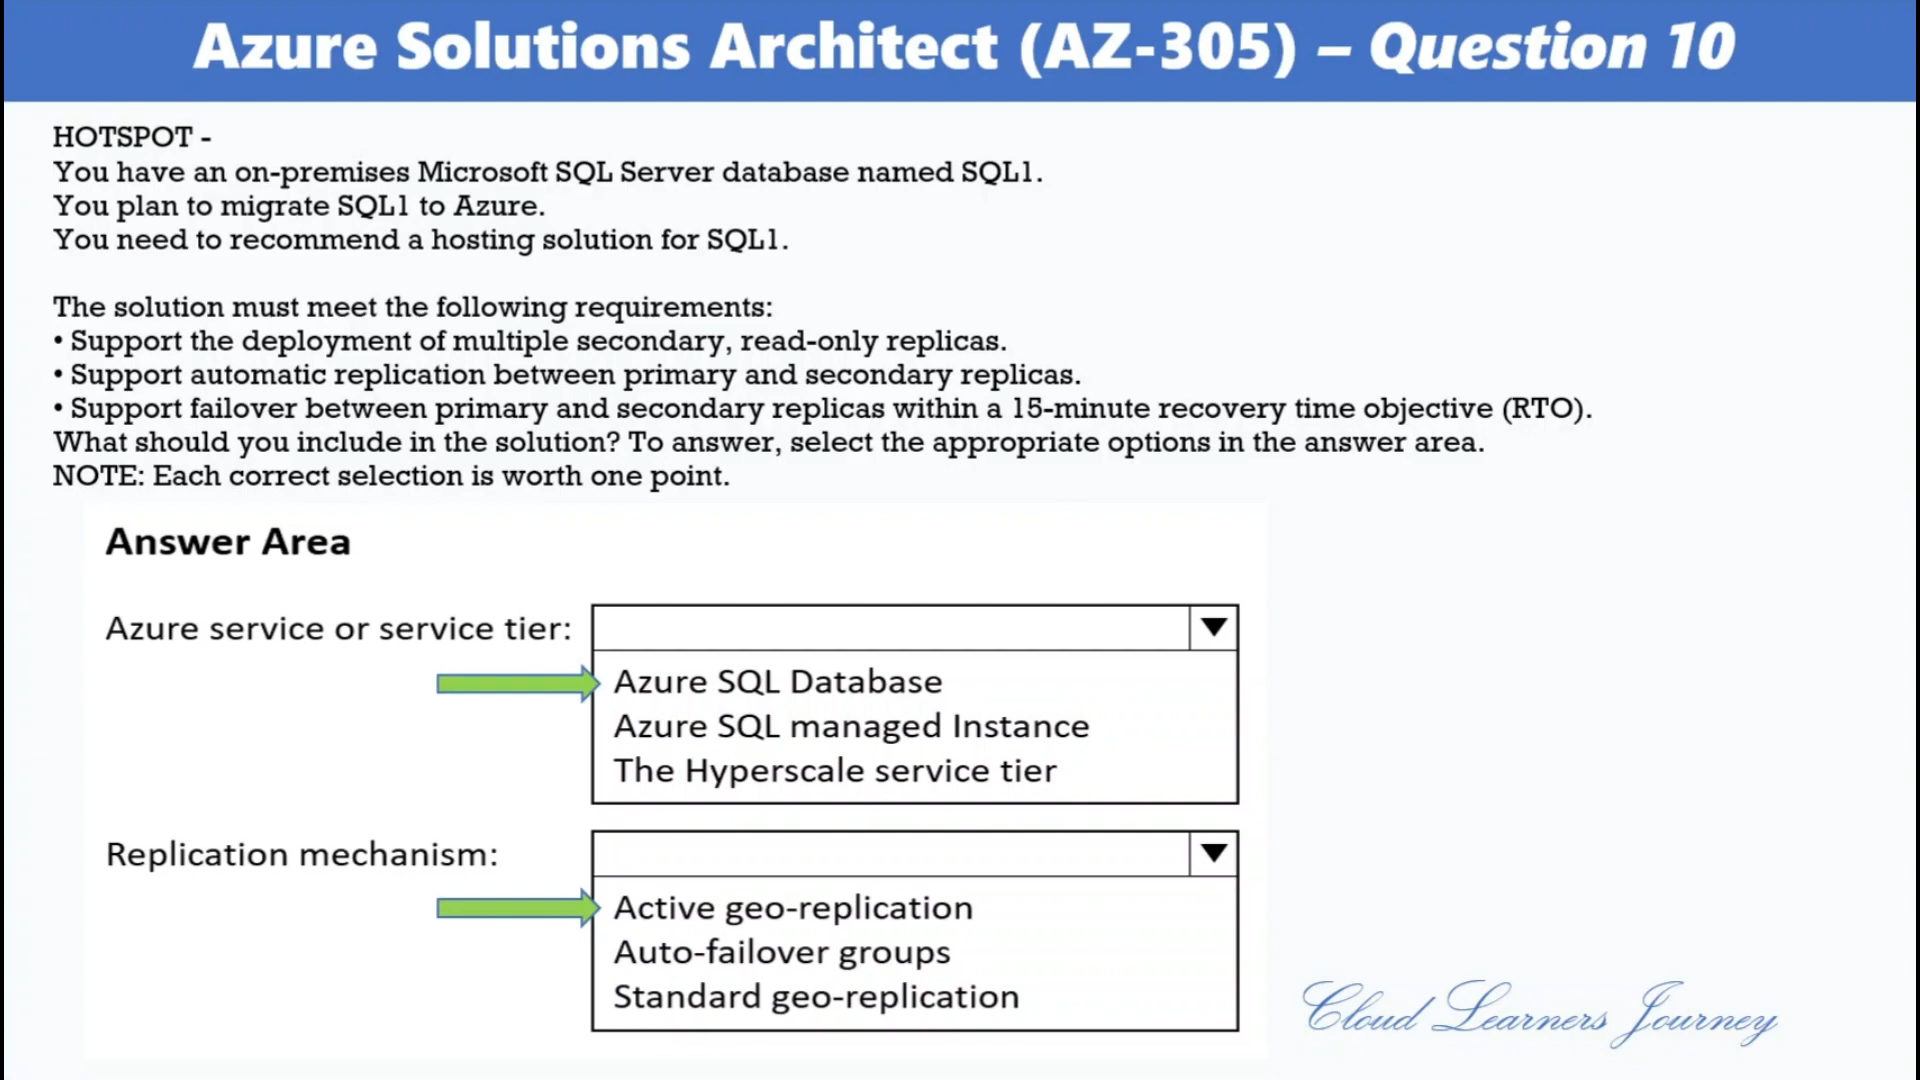 Azure Solutions Architect (AZ-305) – Question 10
HOTSPOT -
You have an on-premises Microsoft SQL Server database named SQL1.
You plan to migrate SQL1 to Azure.
You need to recommend a hosting solution for SQL1.
The solution must meet the following requirements:
• Support the deployment of multiple secondary, read-only replicas.
• Support automatic replication between primary and secondary replicas.
• Support failover between primary and secondary replicas within a 15-minute recovery time objective (RTO).
What should you include in the solution? To answer, select the appropriate options in the answer area.
NOTE: Each correct selection is worth one point.
Answer Area
Azure service or service tier:
Azure SQL Database
Azure SQL managed Instance
The Hyperscale service tier
Replication mechanism:
Active geo-replication
Auto-failover groups
Standard geo-replication
Cloud Learners Journey